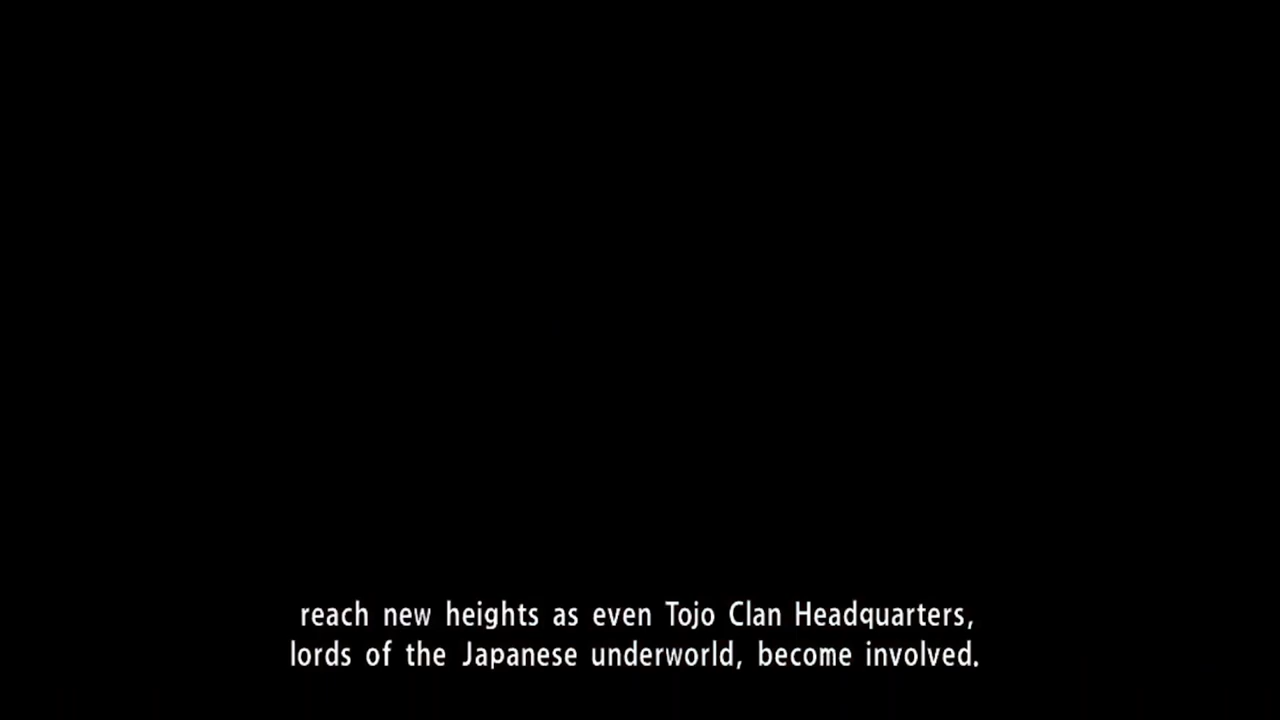 reach new heights as even Tojo Clan Headquarters,
lords of the Japanese underworld, become involved.